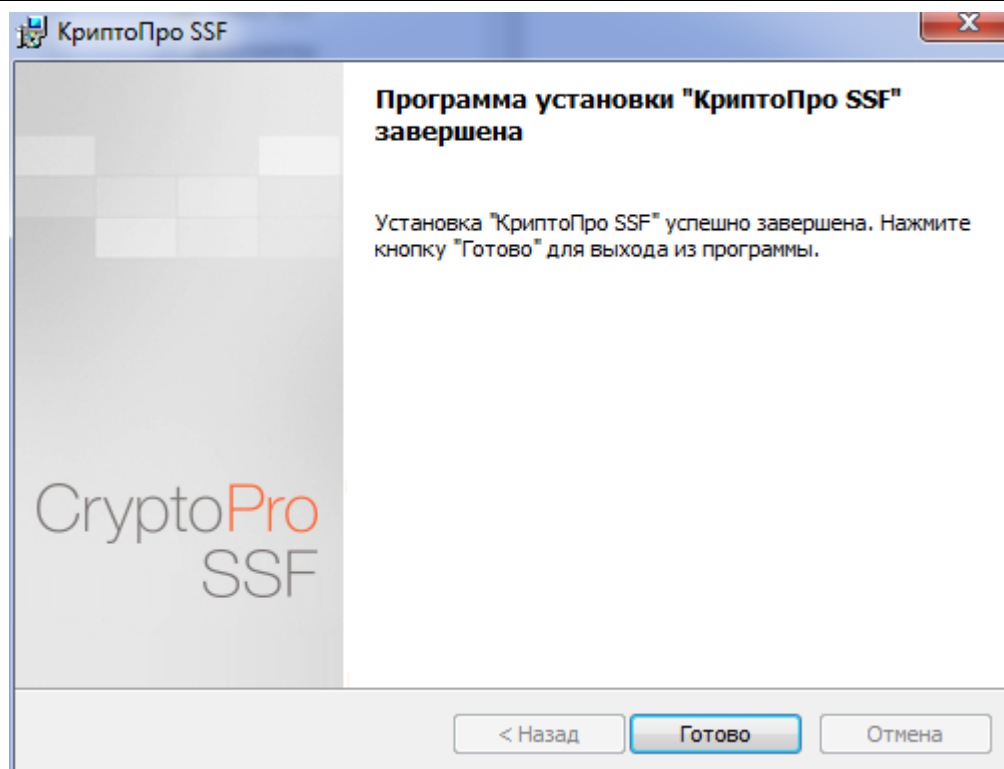 КриптоПро SSF
Программа установки "КриптоПро SSF"
завершена
Установка "КриптоПро SSF" успешно завершена. Нажмите
кнопку "Готово" для выхода из программы.
CryptoPro
SSF
< Назад
Готово
Отмена